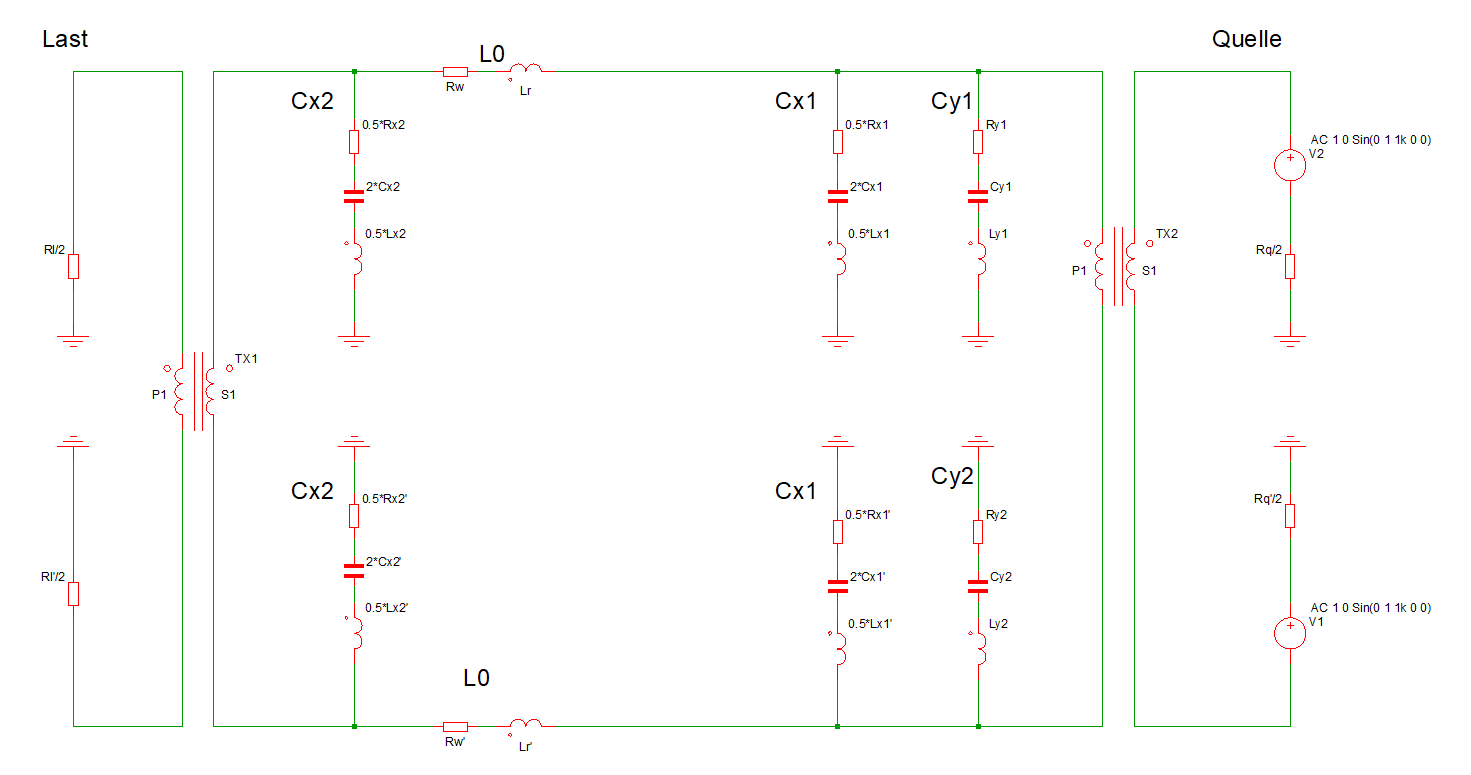 Last
Quelle
L0
Rw
Lr
Cx2
Cx1
Cy1
0.5*Rx2
0.5*Rx1
Ry1
AC 1 0 Sin(0 1 1k 0 0)
V2
2*Cx2
2*Cx1
Cy1
0.5*Lx2
0.5*Lx1
Ly1
TX2
Rl/2
P1
S1
Rq/2
TX1
P1
S1
Cx2
Cx1
Cy2
0.5*Rx2'
0.5*Rx1'
Ry2
Rq'/2
2*Cx2'
2*Cx1'
Cy2
Rl'/2
0.5*Lx2'
0.5*Lx1'
Ly2
AC 1 0 Sin(0 1 1k 0 0)
V1
L0
Rw'
Lr'